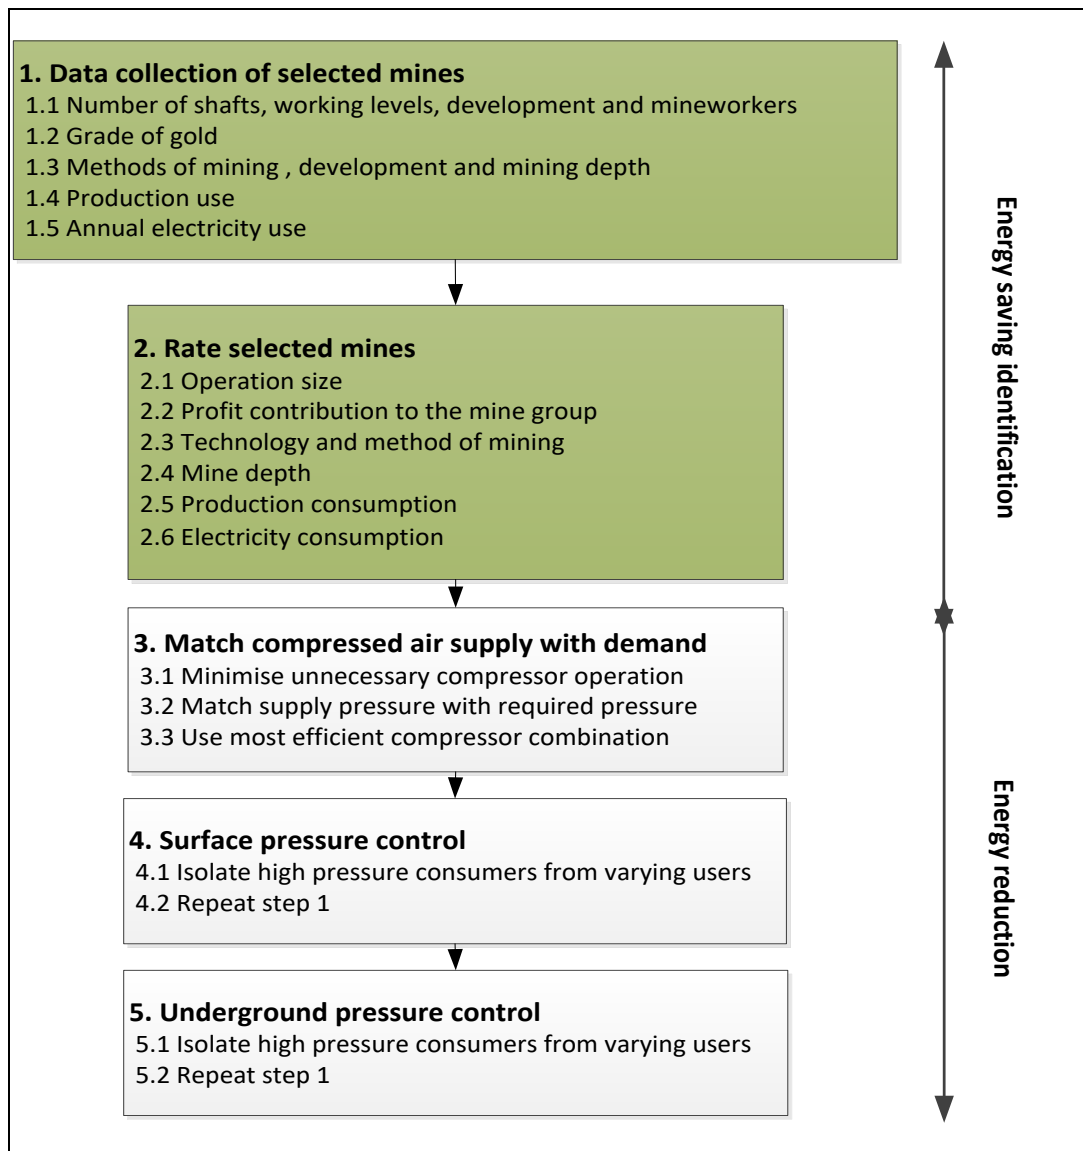 1. Data collection of selected mines
1.1 Number of shafts, working levels, development and mineworkers
1.2 Grade of gold
1.3 Methods of mining , development and mining depth
1.4 Production use
1.5 Annual electricity use
2. Rate selected mines
2.1 Operation size
2.2 Profit contribution to the mine group
2.3 Technology and method of mining
2.4 Mine depth
2.5 Production consumption
2.6 Electricity consumption
Energy saving identification
3. Match compressed air supply with demand
3.1 Minimise unnecessary compressor operation
3.2 Match supply pressure with required pressure
3.3 Use most efficient compressor combination
4. Surface pressure control
4.1 Isolate high pressure consumers from varying users
4.2 Repeat step 1
5. Underground pressure control
5.1 Isolate high pressure consumers from varying users
5.2 Repeat step 1
Energy reduction